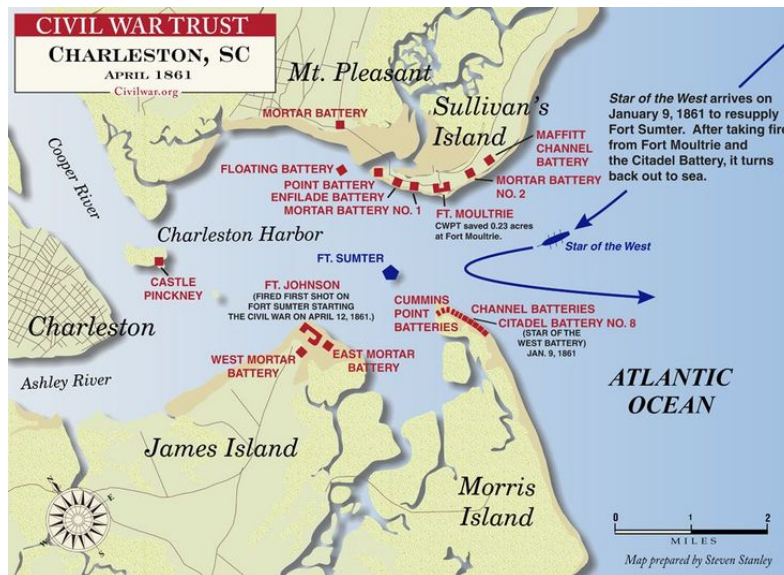 CIVIL WAR TRUST
CHARLESTON, SC
APRIL 1861
Civilwar.org
Mt. Pleasant
Sullivan's
Island
Star of the West arrives on
January 9, 1861 to resupply
Fort Sumter. After taking fire
from Fort Moultrie and
the Citadel Battery, it turns
back out to sea.
MORTAR BATTERY
MAFFITT
CHANNEL
BATTERY
Cooper River
FLOATING BATTERY
POINT BATTERY
ENFILADE BATTERY
MORTAR BATTERY NO. 1
MORTAR BATTERY
NO. 2
FT. MOULTRIE
CWPT saved 0.23 acres
at Fort Moultrie.
Charleston Harbor
Star of the West
FT. SUMTER
CASTLE
PINCKNEY
FT. JOHNSON
(FIRED FIRST SHOT ON
FORT SUMTER STARTING
THE CIVIL WAR ON APRIL 12, 1861.)
CUMMINS
POINT
BATTERIES
CHANNEL BATTERIES
CITADEL BATTERY NO. 8
(STAR OF THE
WEST BATTERY)
JAN. 9, 1861
Charleston
WEST MORTAR
BATTERY
EAST MORTAR
BATTERY
Ashley River
ATLANTIC
OCEAN
James Island
Morris
Island
N
E
S
W
0 1 2
MILES
Map prepared by Steven Stanley